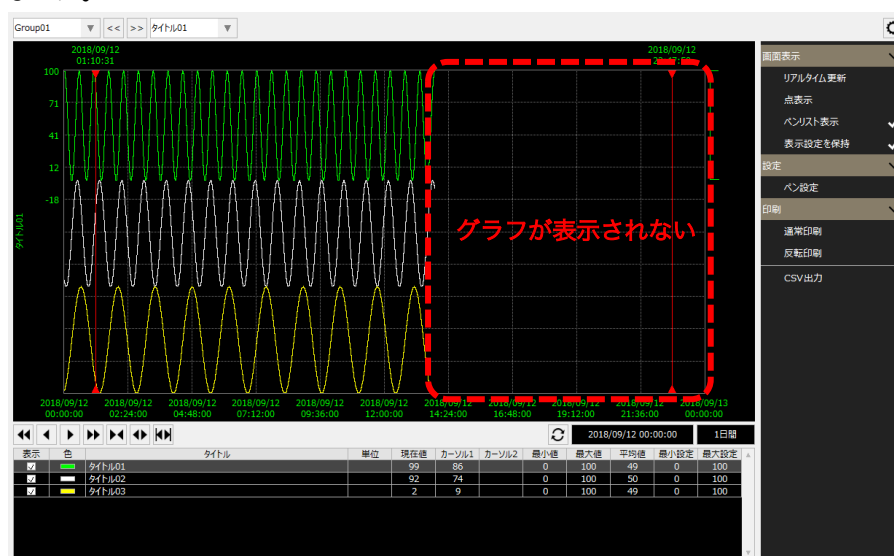 Group01 ▼ << >> タイトル01 ▼
2018/09/12 2018/09/12
01:10:31
画面表示
リアルタイム更新
点表示
ペンリスト表示
表示設定を保持
設定
ペン設定
印刷
通常印刷
反転印刷
CSV出力
100
71
41
12
-18
タイトル01
グラフが表示されない
2018/09/12 2018/09/12 2018/09/12 2018/09/12 2018/09/12 2018/09/12 2018/09/12 2018/09/12 2018/09/12 2018/09/12 2018/09/13
00:00:00 02:24:00 04:48:00 07:12:00 09:36:00 12:00:00 14:24:00 16:48:00 19:12:00 21:36:00 00:00:00
2018/09/12 00:00:00 1日間
表示 色 タイトル 単位 現在値 カーソル1 カーソル2 最小値 最大値 平均値 最小設定 最大設定
タイトル01 99 86 0 100 49 0 100
タイトル02 92 74 0 100 50 0 100
タイトル03 2 9 0 100 49 0 100